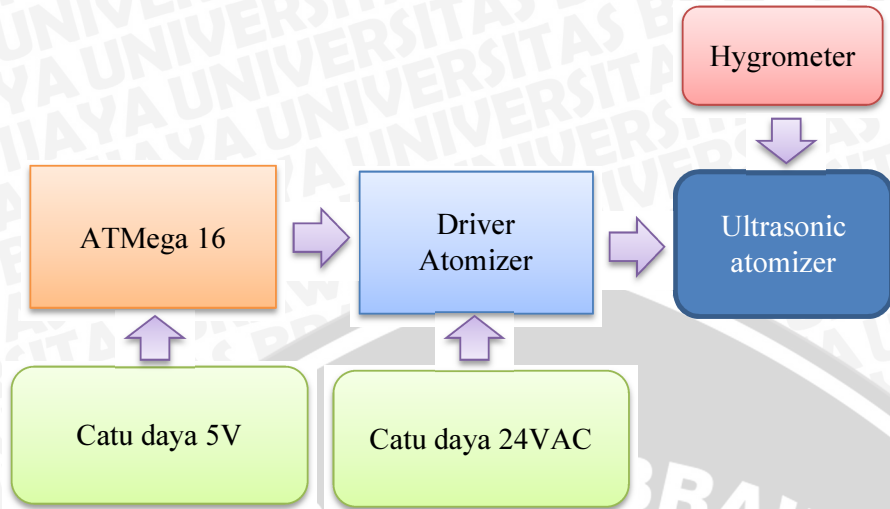 Hygrometer
ATMega 16
Driver
Atomizer
Ultrasonic
atomizer
Catu daya 5V
Catu daya 24VAC